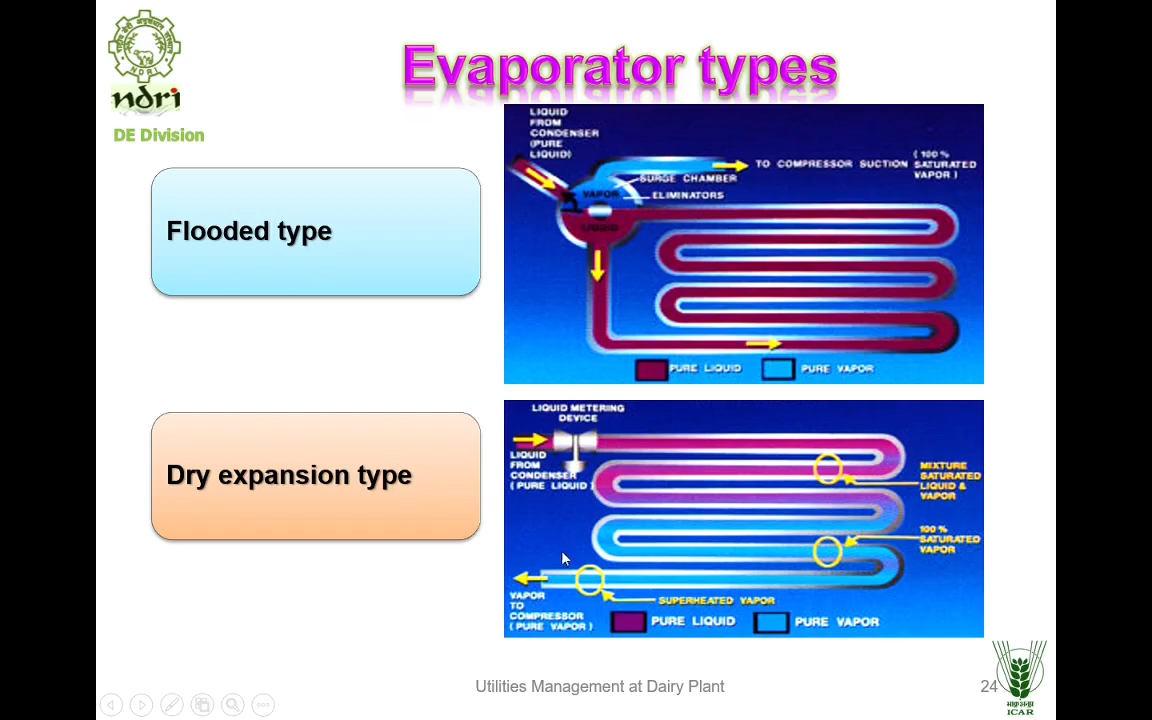 Evaporator types
ndri
DE Division
Flooded type
LIQUID
FROM
CONDENSER
(PURE
LIQUID)
TO COMPRESSOR SUCTION
( 100 %
SATURATED
VAPOR )
SURGE CHAMBER
VAPOR
ELIMINATORS
LIQUID
PURE LIQUID
PURE VAPOR
Dry expansion type
LIQUID METERING
DEVICE
LIQUID
FROM
CONDENSER
( PURE LIQUID )
MIXTURE
SATURATED
LIQUID &
VAPOR
100 %
SATURATED
VAPOR
VAPOR
TO
COMPRESSOR
( PURE VAPOR )
SUPERHEATED VAPOR
PURE LIQUID
PURE VAPOR
Utilities Management at Dairy Plant
24
ICAR